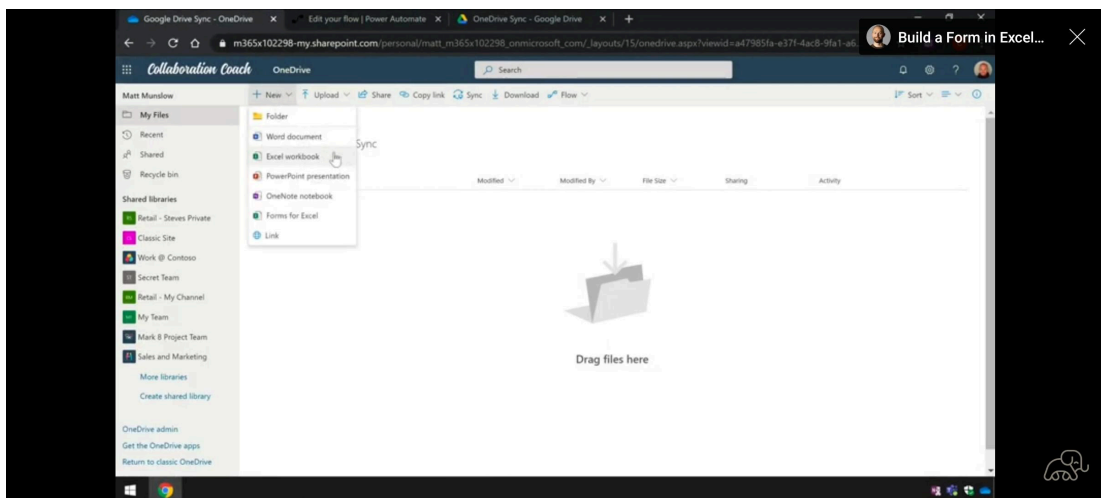 Google Drive Sync - OneDrive
Edit your flow | Power Automate
OneDrive Sync - Google Drive
m365x102298-my.sharepoint.com/personal/matt_m365x102298_onmicrosoft_com/_layouts/15/onedrive.aspx?viewid=a47985fa-e37f-4ac8-9fa1-a6
Build a Form in Excel...
Collaboration Coach
OneDrive
Search
Matt Munslow
New
Upload
Share
Copy link
Sync
Download
Flow
Sort
My Files
Recent
Shared
Recycle bin
Shared libraries
Retail - Steves Private
Classic Site
Work @ Contoso
Secret Team
Retail - My Channel
My Team
Mark 8 Project Team
Sales and Marketing
More libraries
Create shared library
OneDrive admin
Get the OneDrive apps
Return to classic OneDrive
Folder
Word document
Excel workbook
PowerPoint presentation
OneNote notebook
Forms for Excel
Link
Sync
Modified
Modified By
File Size
Sharing
Activity
Drag files here